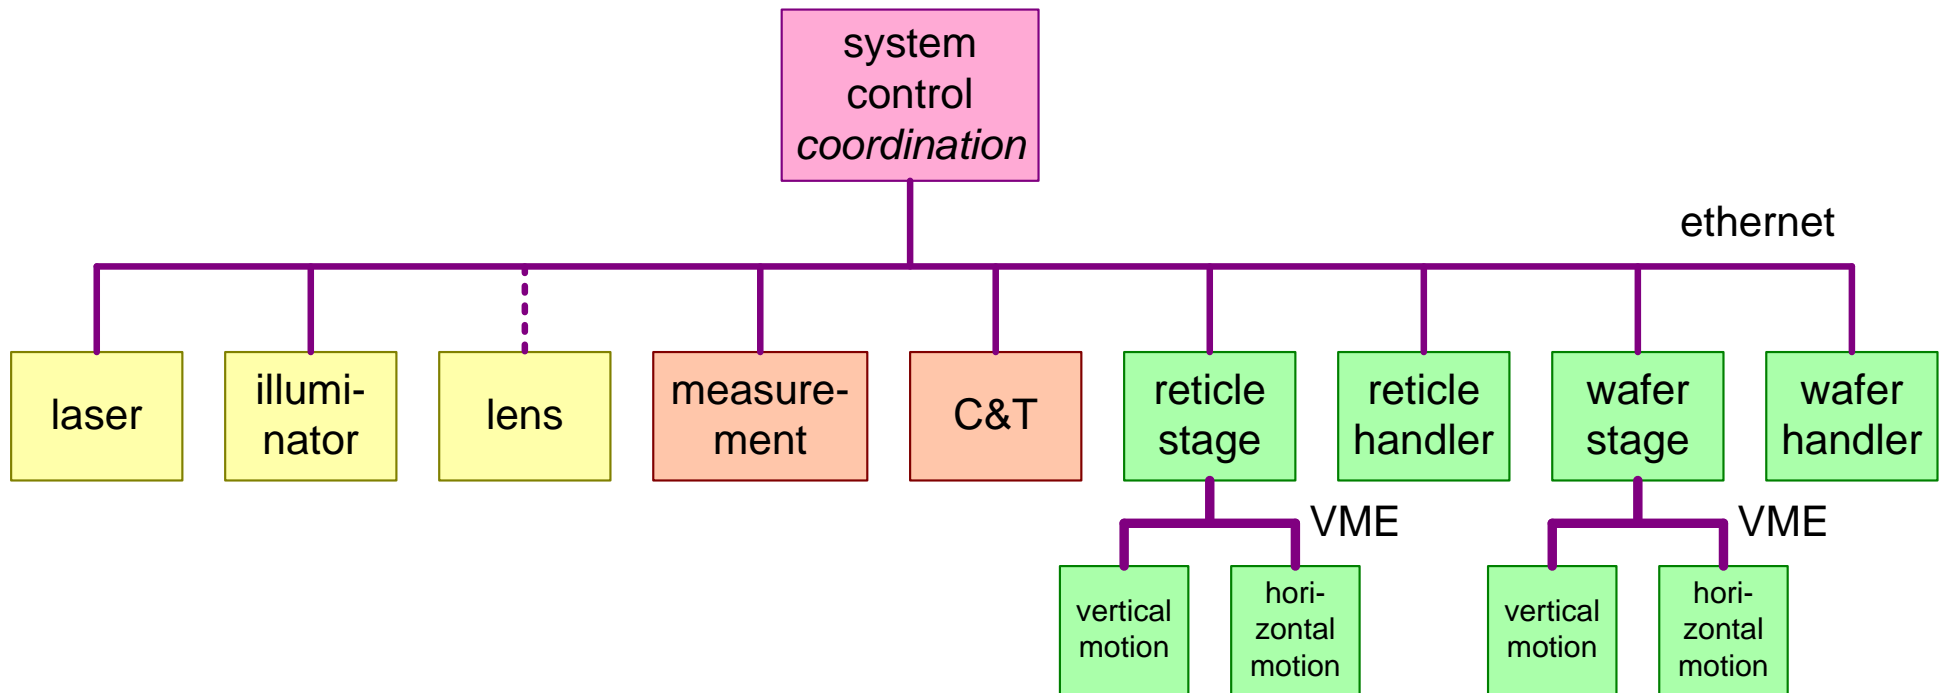 system
control
coordination
ethernet
laser
illumi-
nator
lens
measure-
ment
C&T
reticle
stage
reticle
handler
wafer
stage
wafer
handler
VME
VME
vertical
motion
hori-
zontal
motion
vertical
motion
hori-
zontal
motion